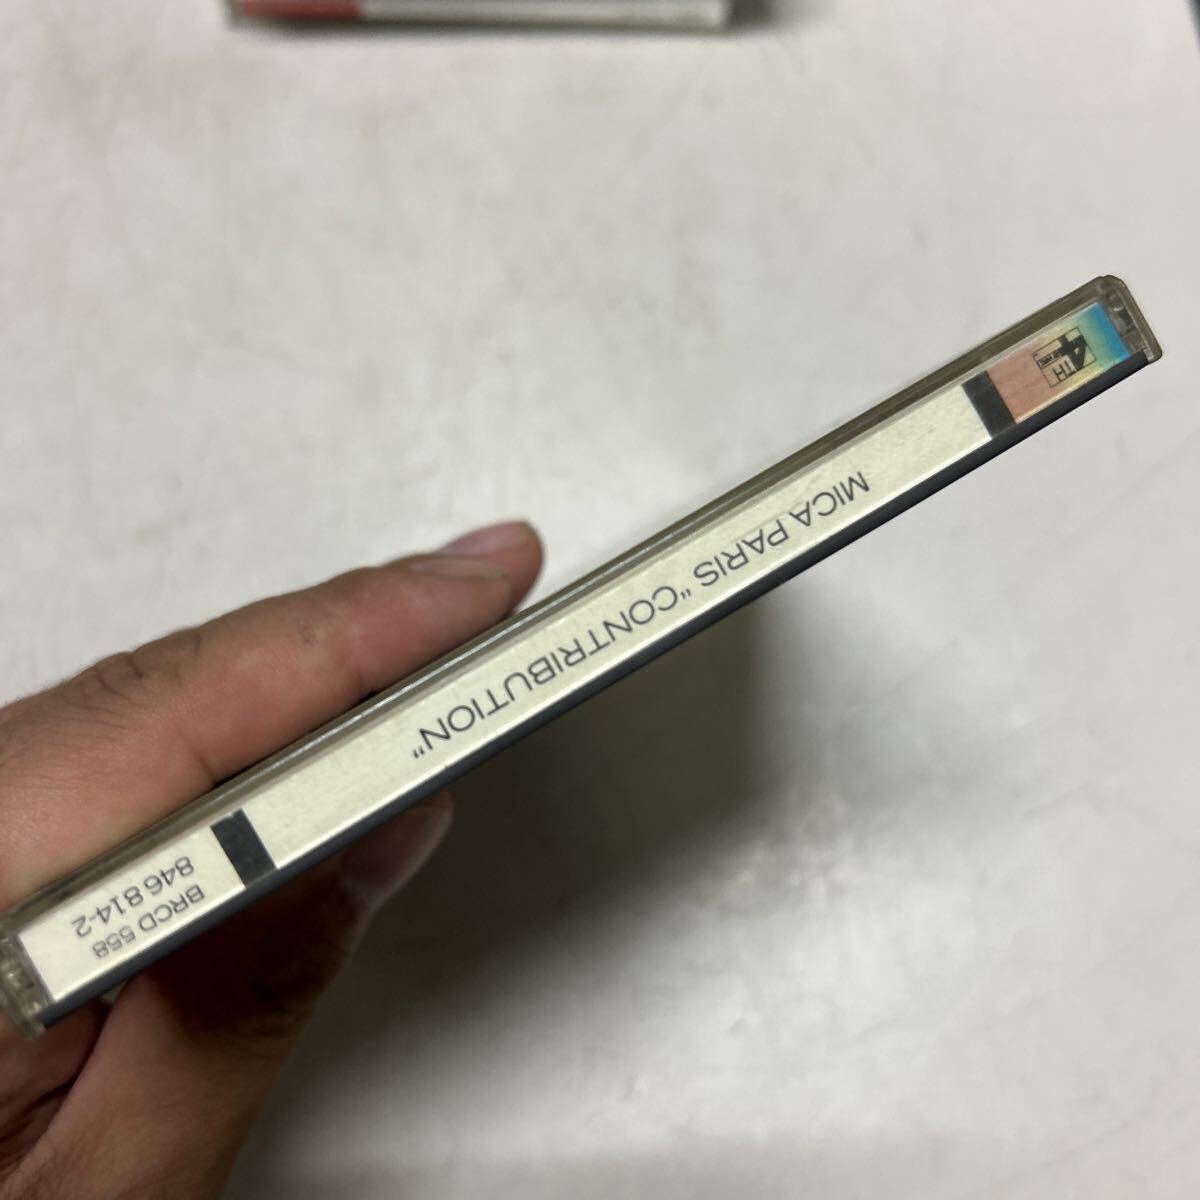 4TH
MICA PARIS "CONTRIBUTION"
BRCD 558
846 814-2